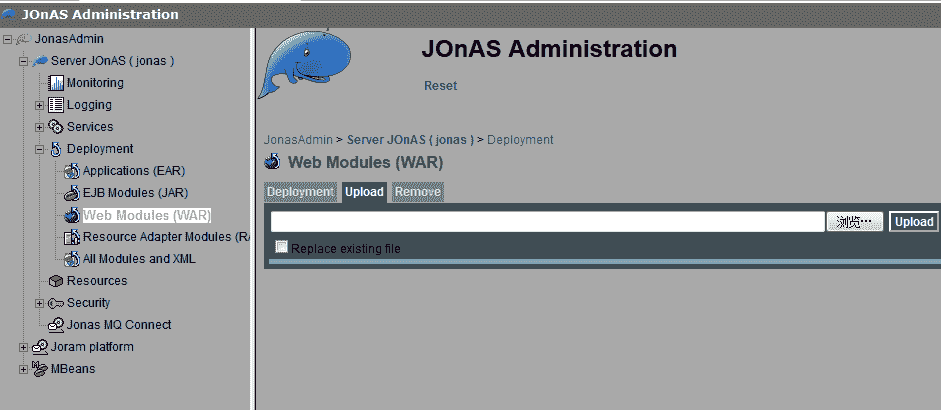 JOnAS Administration
JonasAdmin
Server JOnAS ( jonas )
Monitoring
Logging
Services
Deployment
Applications (EAR)
EJB Modules (JAR)
Web Modules (WAR)
Resource Adapter Modules (RA
All Modules and XML
Resources
Security
Jonas MQ Connect
Joram platform
MBeans
JOnAS Administration
Reset
JonasAdmin > Server JOnAS ( jonas ) > Deployment
Web Modules (WAR)
Deployment Upload Remove
浏览… Upload
Replace existing file